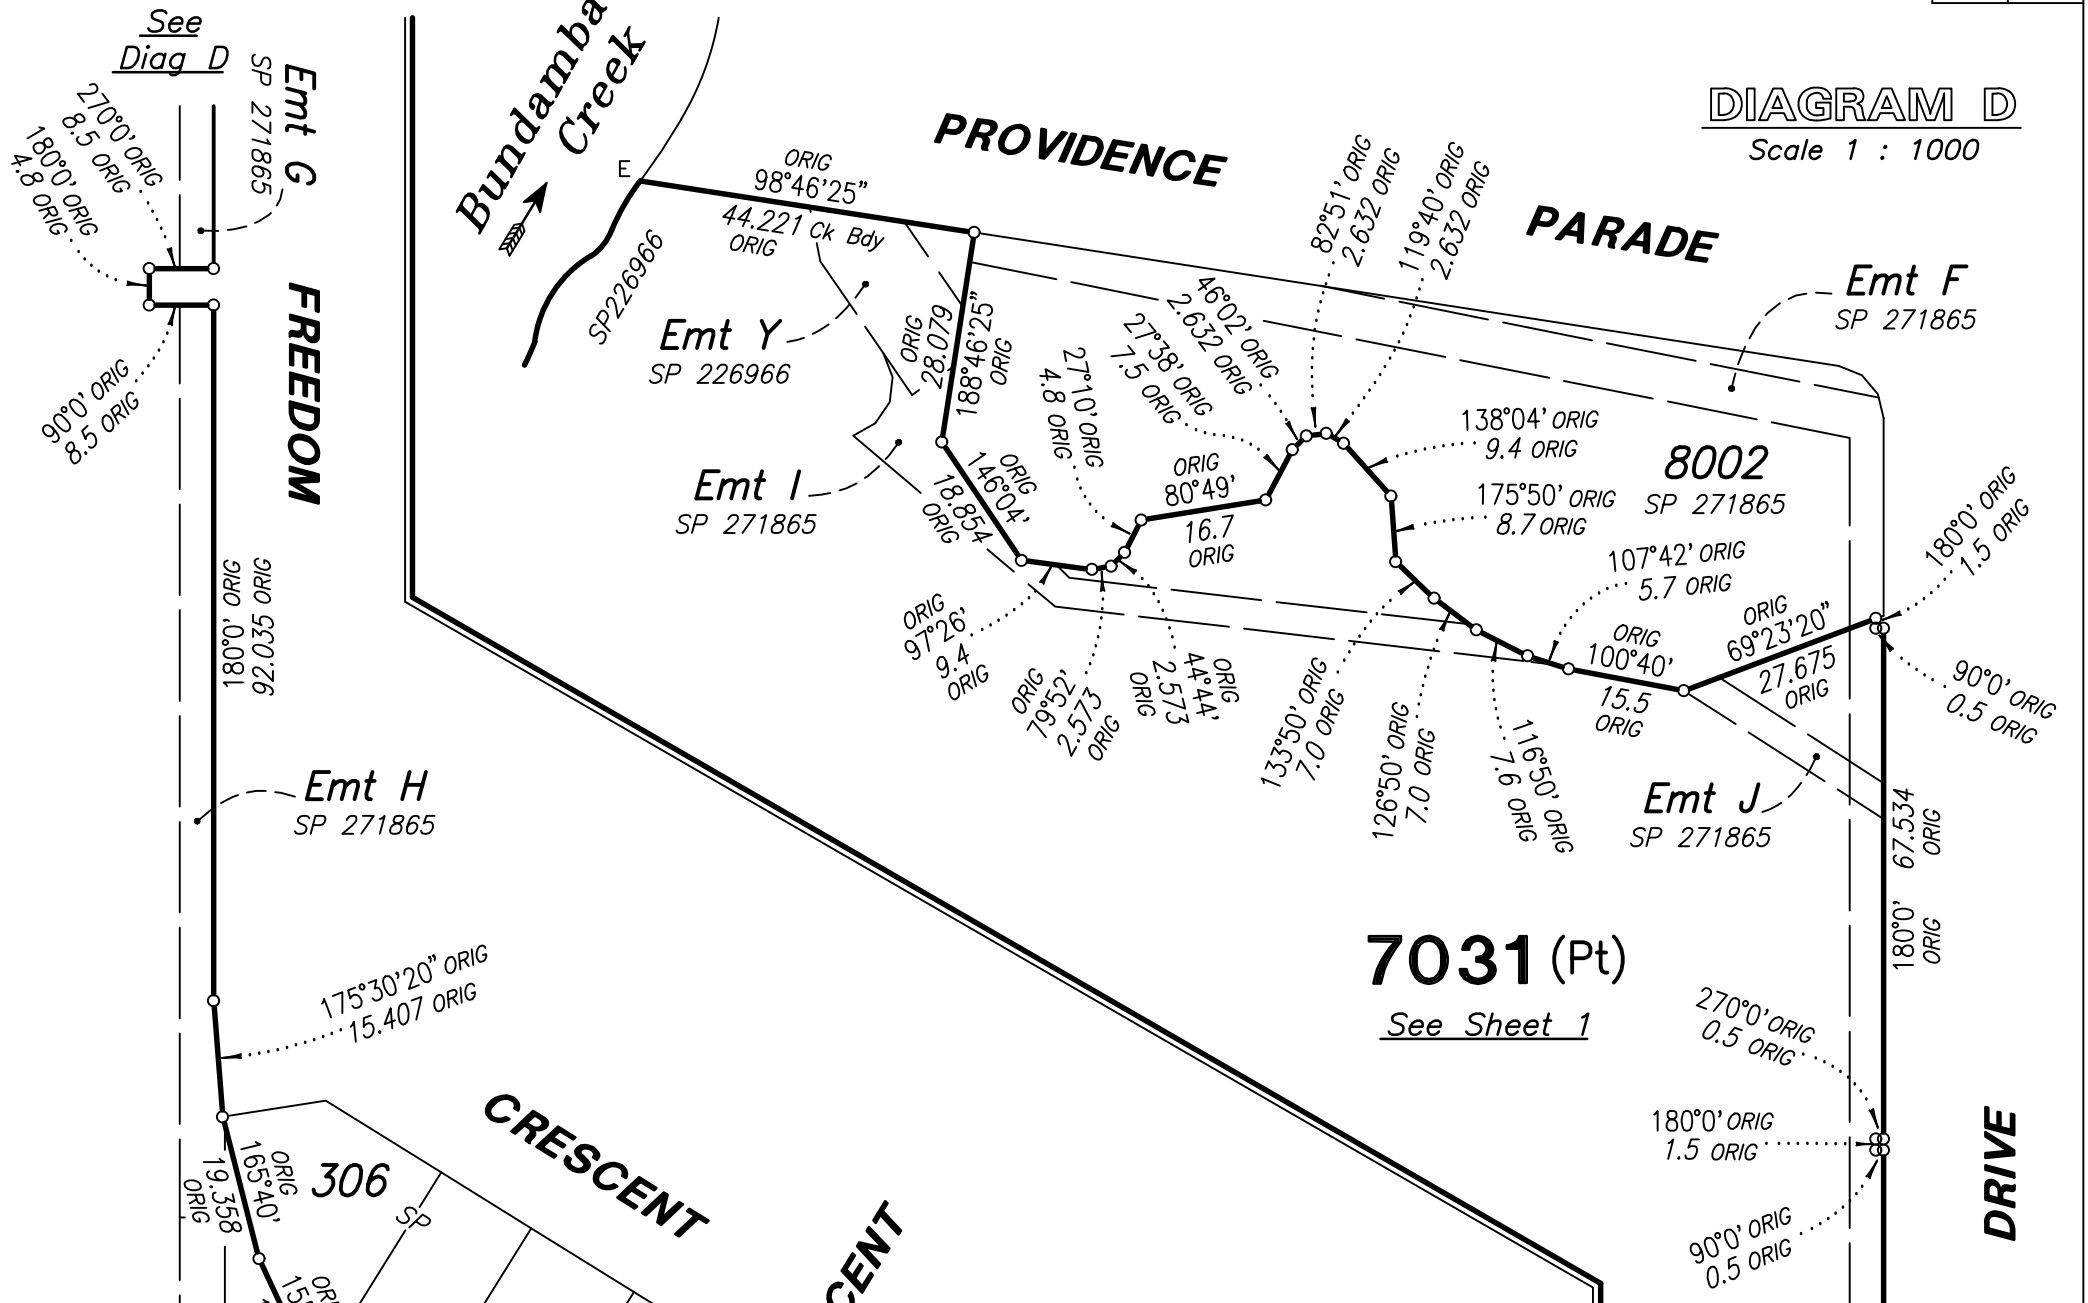 See
Diag D
Emt G
SP 271865
270°0' ORIG
8.5 ORIG
180°0' ORIG
4.8 ORIG
90°0' ORIG
8.5 ORIG
FREEDOM
180°0' ORIG
92.035 ORIG
Emt H
SP 271865
175°30'20" ORIG
15.407 ORIG
ORIG
165°40'
19.358
ORIG
306
SP
CRESCENT
Bundamba
Creek
E
SP226966
ORIG
98°46'25"
44.221 Ck Bdy
ORIG
PROVIDENCE
PARADE
DIAGRAM D
Scale 1 : 1000
Emt Y
SP 226966
ORIG
28.079
188°46'25"
ORIG
Emt I
SP 271865
ORIG
146°04'
18.854
ORIG
27°10' ORIG
4.8 ORIG
27°38' ORIG
7.5 ORIG
46°02' ORIG
2.632 ORIG
82°51' ORIG
2.632 ORIG
119°40' ORIG
2.632 ORIG
ORIG
80°49'
16.7
ORIG
138°04' ORIG
9.4 ORIG
175°50' ORIG
8.7 ORIG
107°42' ORIG
5.7 ORIG
Emt F
SP 271865
8002
SP 271865
180°0' ORIG
1.5 ORIG
90°0' ORIG
0.5 ORIG
ORIG
97°26'
9.4
ORIG
ORIG
79°52'
2.573
ORIG
ORIG
44°44'
2.573
ORIG
133°50' ORIG
7.0 ORIG
126°50' ORIG
7.0 ORIG
116°50' ORIG
7.6 ORIG
ORIG
100°40'
15.5
ORIG
ORIG
69°23'20"
27.675
ORIG
Emt J
SP 271865
67.534
ORIG
180°0'
ORIG
7031 (Pt)
See Sheet 1
270°0' ORIG
0.5 ORIG
180°0' ORIG
1.5 ORIG
90°0' ORIG
0.5 ORIG
DRIVE